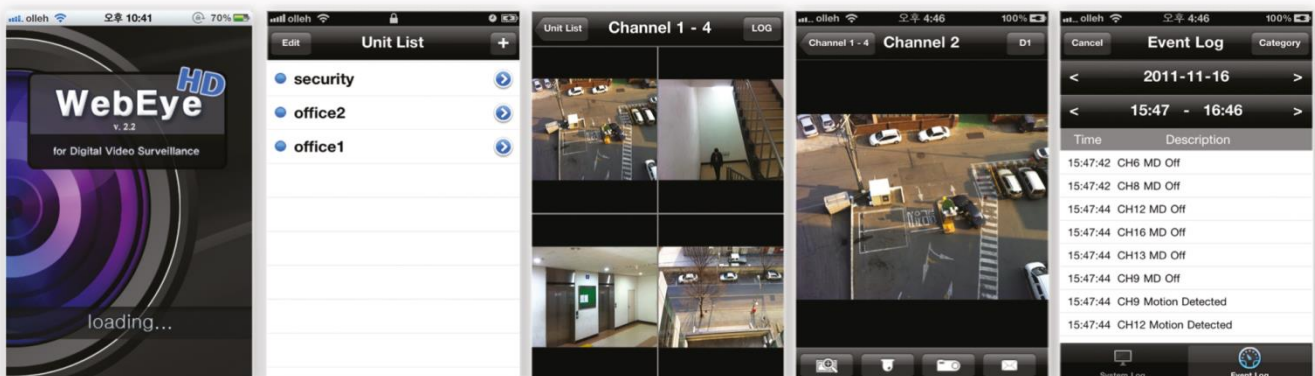 olleh 오후 10:41 70%
WebEye HD
v. 2.2
for Digital Video Surveillance
loading...
olleh
Edit Unit List +
security
office2
office1
Unit List Channel 1 - 4 LOG
olleh 오후 4:46 100%
Channel 1 - 4 Channel 2 D1
olleh 오후 4:46 100%
Cancel Event Log Category
< 2011-11-16 >
< 15:47 - 16:46 >
Time Description
15:47:42 CH6 MD Off
15:47:42 CH8 MD Off
15:47:44 CH12 MD Off
15:47:44 CH16 MD Off
15:47:44 CH13 MD Off
15:47:44 CH9 MD Off
15:47:44 CH9 Motion Detected
15:47:44 CH12 Motion Detected
System Log Event Log